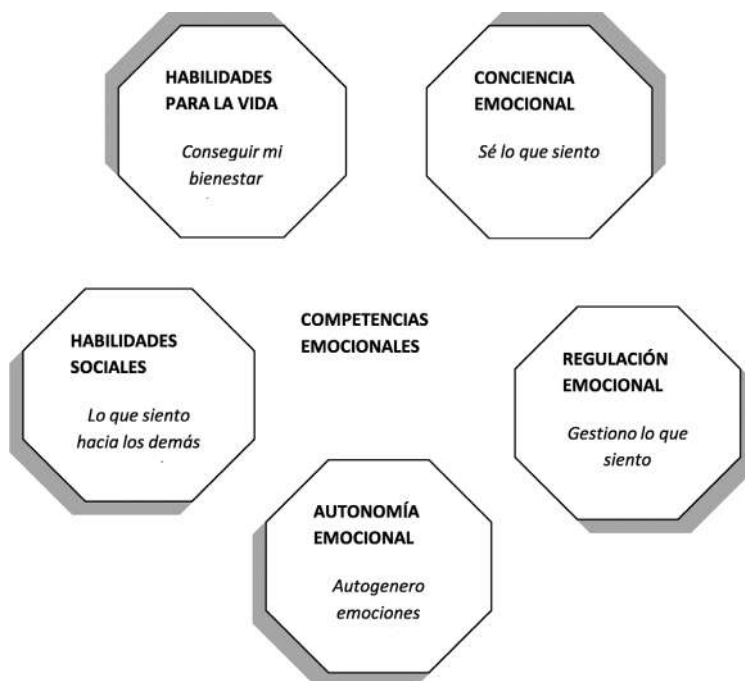 HABILIDADES
PARA LA VIDA
Conseguir mi
bienestar
CONCIENCIA
EMOCIONAL
Sé lo que siento
HABILIDADES
SOCIALES
Lo que siento
hacia los demás
COMPETENCIAS
EMOCIONALES
REGULACIÓN
EMOCIONAL
Gestiono lo que
siento
AUTONOMÍA
EMOCIONAL
Autogenero
emociones